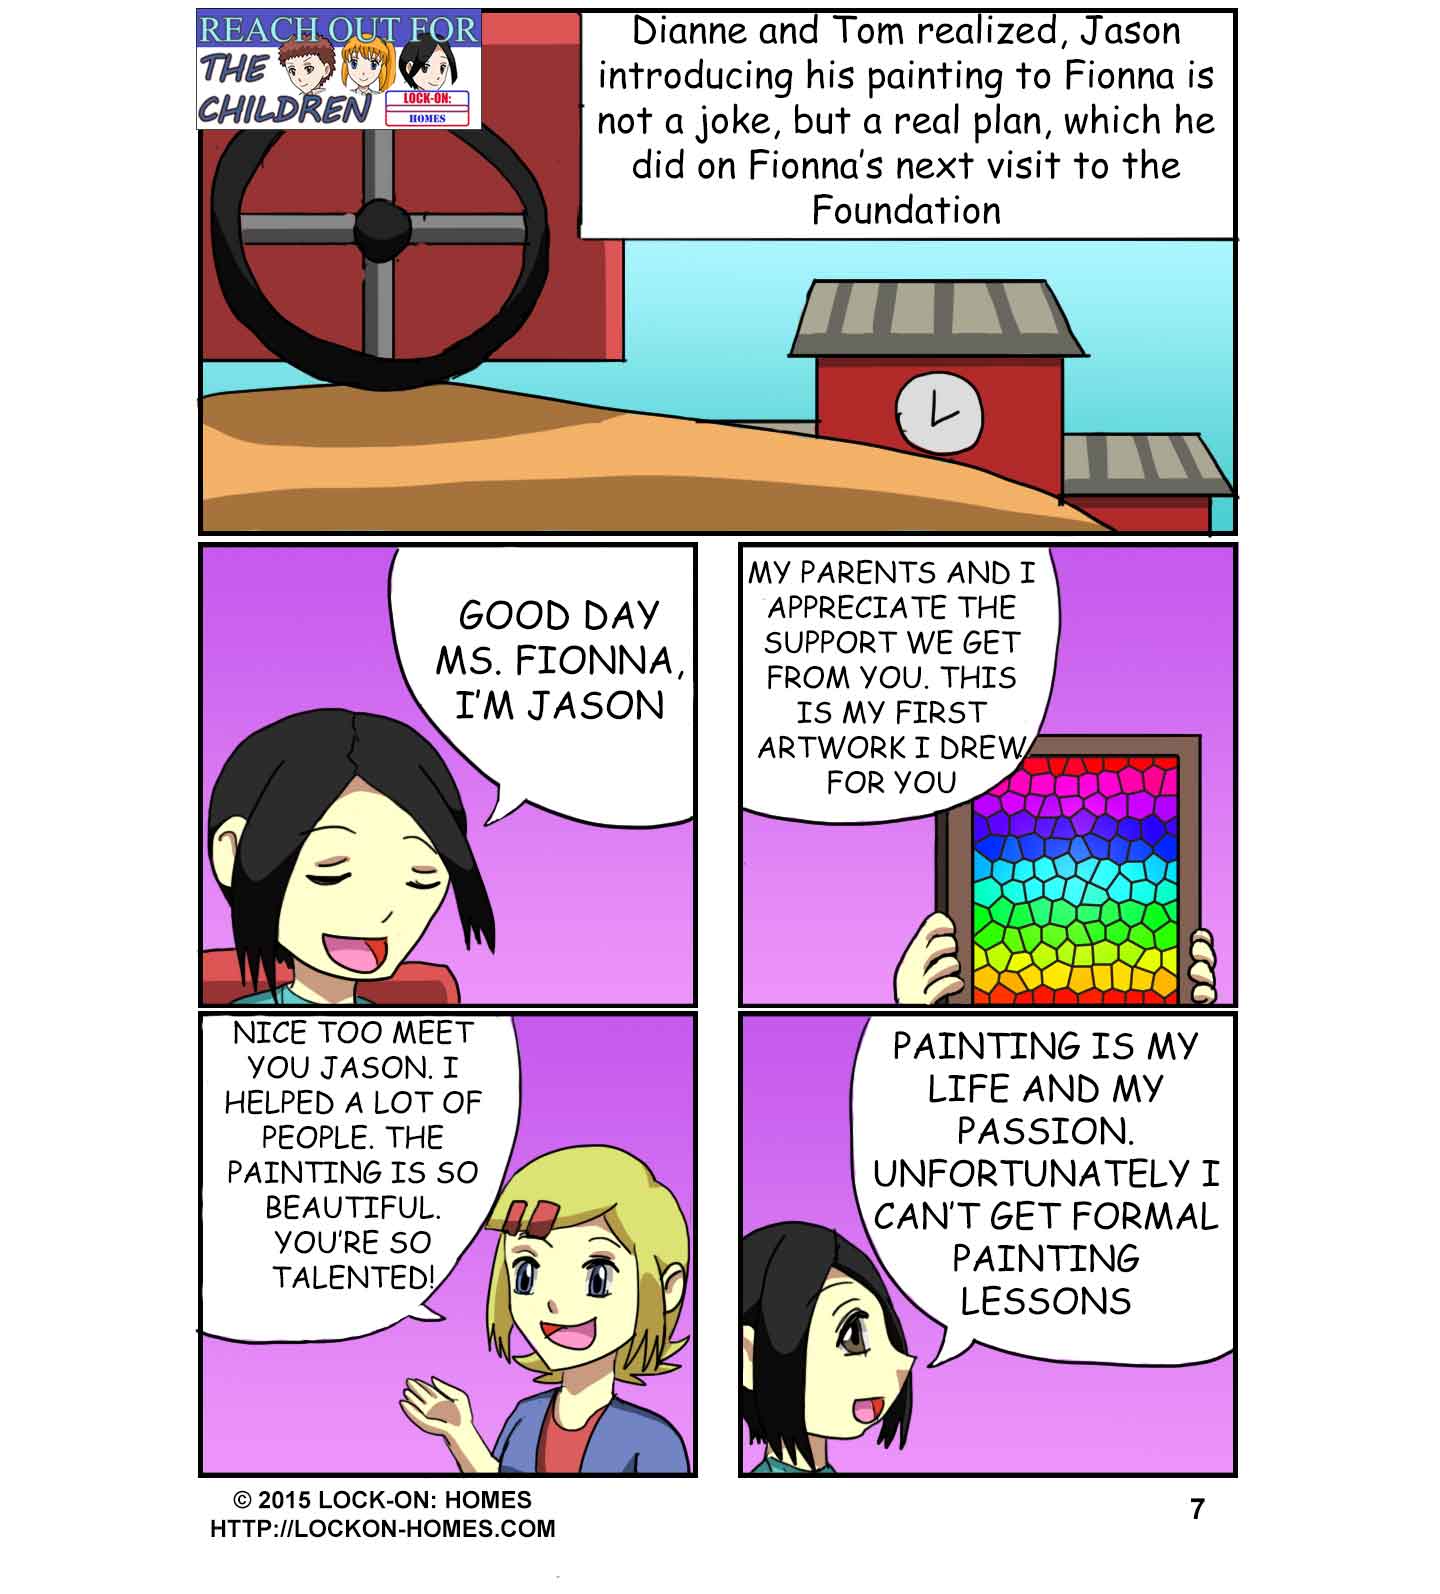 REACH OUT FOR
THE
CHILDREN
LOCK-ON:
HOMES
Dianne and Tom realized, Jason
introducing his painting to Fionna is
not a joke, but a real plan, which he
did on Fionna's next visit to the
Foundation
GOOD DAY
MS. FIONNA,
I'M JASON
MY PARENTS AND I
APPRECIATE THE
SUPPORT WE GET
FROM YOU. THIS
IS MY FIRST
ARTWORK I DREW
FOR YOU
NICE TOO MEET
YOU JASON. I
HELPED A LOT OF
PEOPLE. THE
PAINTING IS SO
BEAUTIFUL.
YOU'RE SO
TALENTED!
PAINTING IS MY
LIFE AND MY
PASSION.
UNFORTUNATELY I
CAN'T GET FORMAL
PAINTING
LESSONS
© 2015 LOCK-ON: HOMES
HTTP://LOCKON-HOMES.COM
7